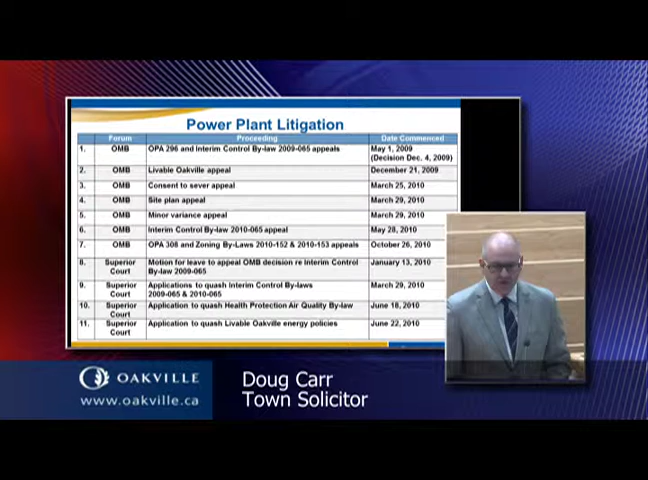 Power Plant Litigation
Forum Proceeding Date Commenced
1. OMB OPA 296 and Interim Control By-law 2009-065 appeals May 1, 2009
(Decision Dec. 4, 2009)
2. OMB Livable Oakville appeal December 21, 2009
3. OMB Consent to sever appeal March 25, 2010
4. OMB Site plan appeal March 29, 2010
5. OMB Minor variance appeal March 29, 2010
6. OMB Interim Control By-law 2010-065 appeal May 28, 2010
7. OMB OPA 308 and Zoning By-Laws 2010-152 & 2010-153 appeals October 26, 2010
8. Superior Motion for leave to appeal OMB decision re Interim Control January 13, 2010
Court By-law 2009-065
9. Superior Applications to quash Interim Control By-laws March 29, 2010
Court 2009-065 & 2010-065
10. Superior Application to quash Health Protection Air Quality By-law June 18, 2010
Court
11. Superior Application to quash Livable Oakville energy policies June 22, 2010
Court
OAKVILLE
www.oakville.ca
Doug Carr
Town Solicitor